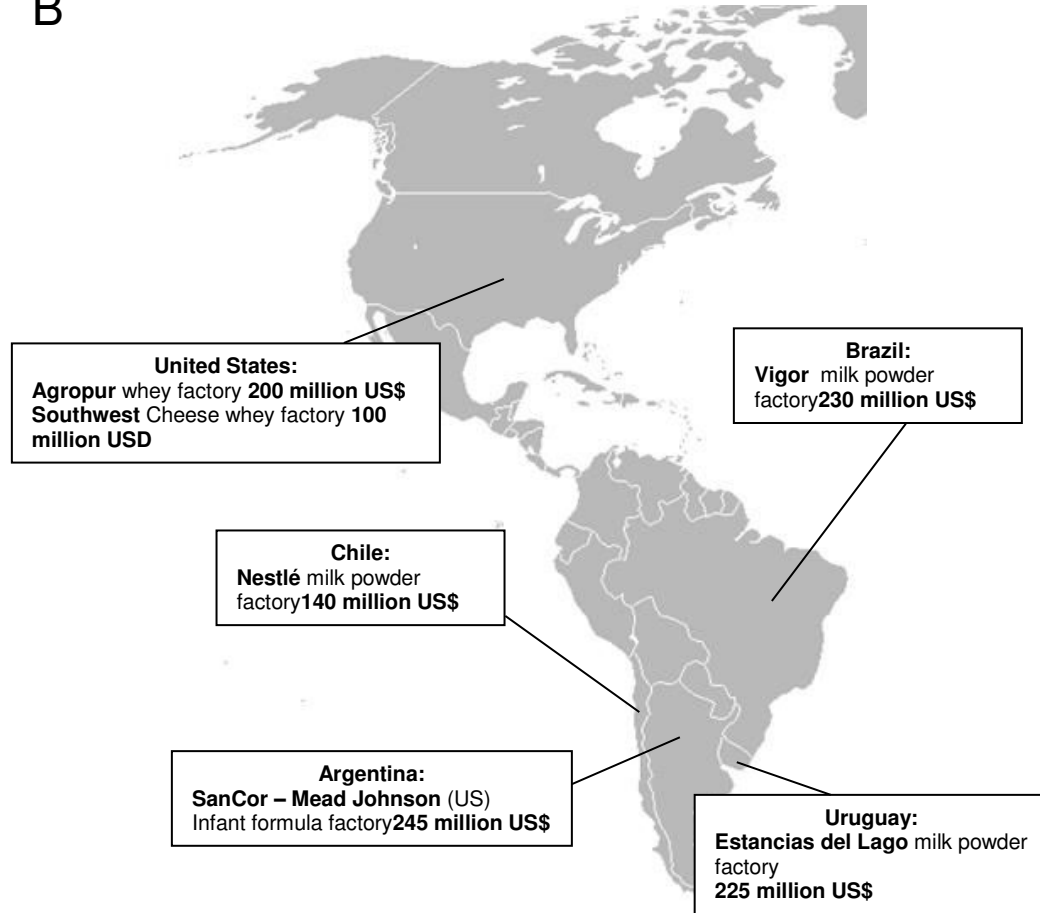 B
United States:
Agropur whey factory 200 million US$
Southwest Cheese whey factory 100
million USD
Brazil:
Vigor milk powder
factory230 million US$
Chile:
Nestlé milk powder
factory140 million US$
Argentina:
SanCor – Mead Johnson (US)
Infant formula factory245 million US$
Uruguay:
Estancias del Lago milk powder
factory
225 million US$